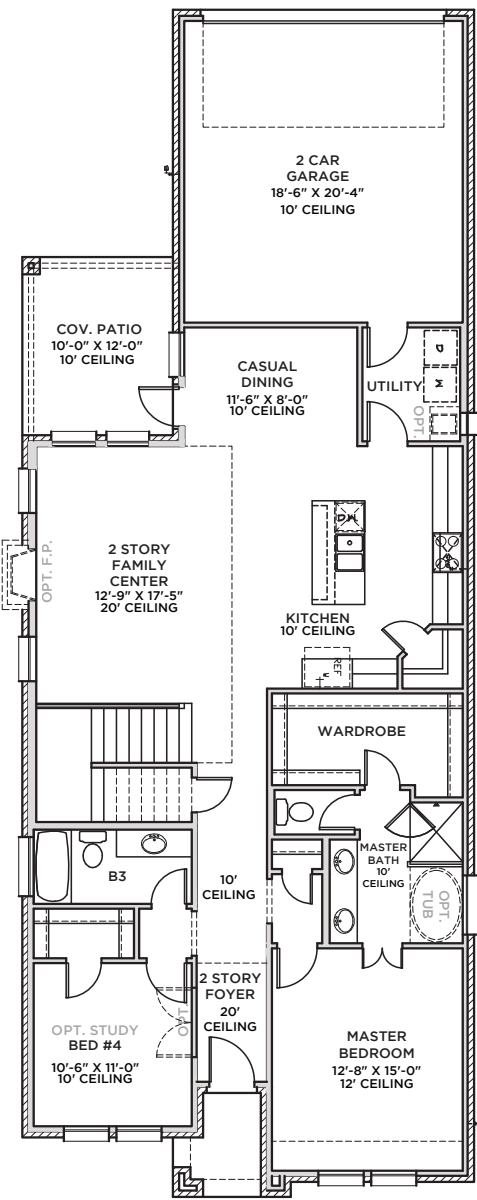 2 CAR
GARAGE
18'-6" X 20'-4"
10' CEILING
COV. PATIO
10'-0" X 12'-0"
10' CEILING
CASUAL
DINING
11'-6" X 8'-0"
10' CEILING
D
UTILITY
W
OPT.
OPT. F.P.
2 STORY
FAMILY
CENTER
12'-9" X 17'-5"
20' CEILING
DW
KITCHEN
10' CEILING
REF
W
WARDROBE
MASTER
BATH
10'
CEILING
OPT.
TUB
B3
10'
CEILING
2 STORY
FOYER
20'
CEILING
OPT.
OPT. STUDY
BED #4
10'-6" X 11'-0"
10' CEILING
MASTER
BEDROOM
12'-8" X 15'-0"
12' CEILING